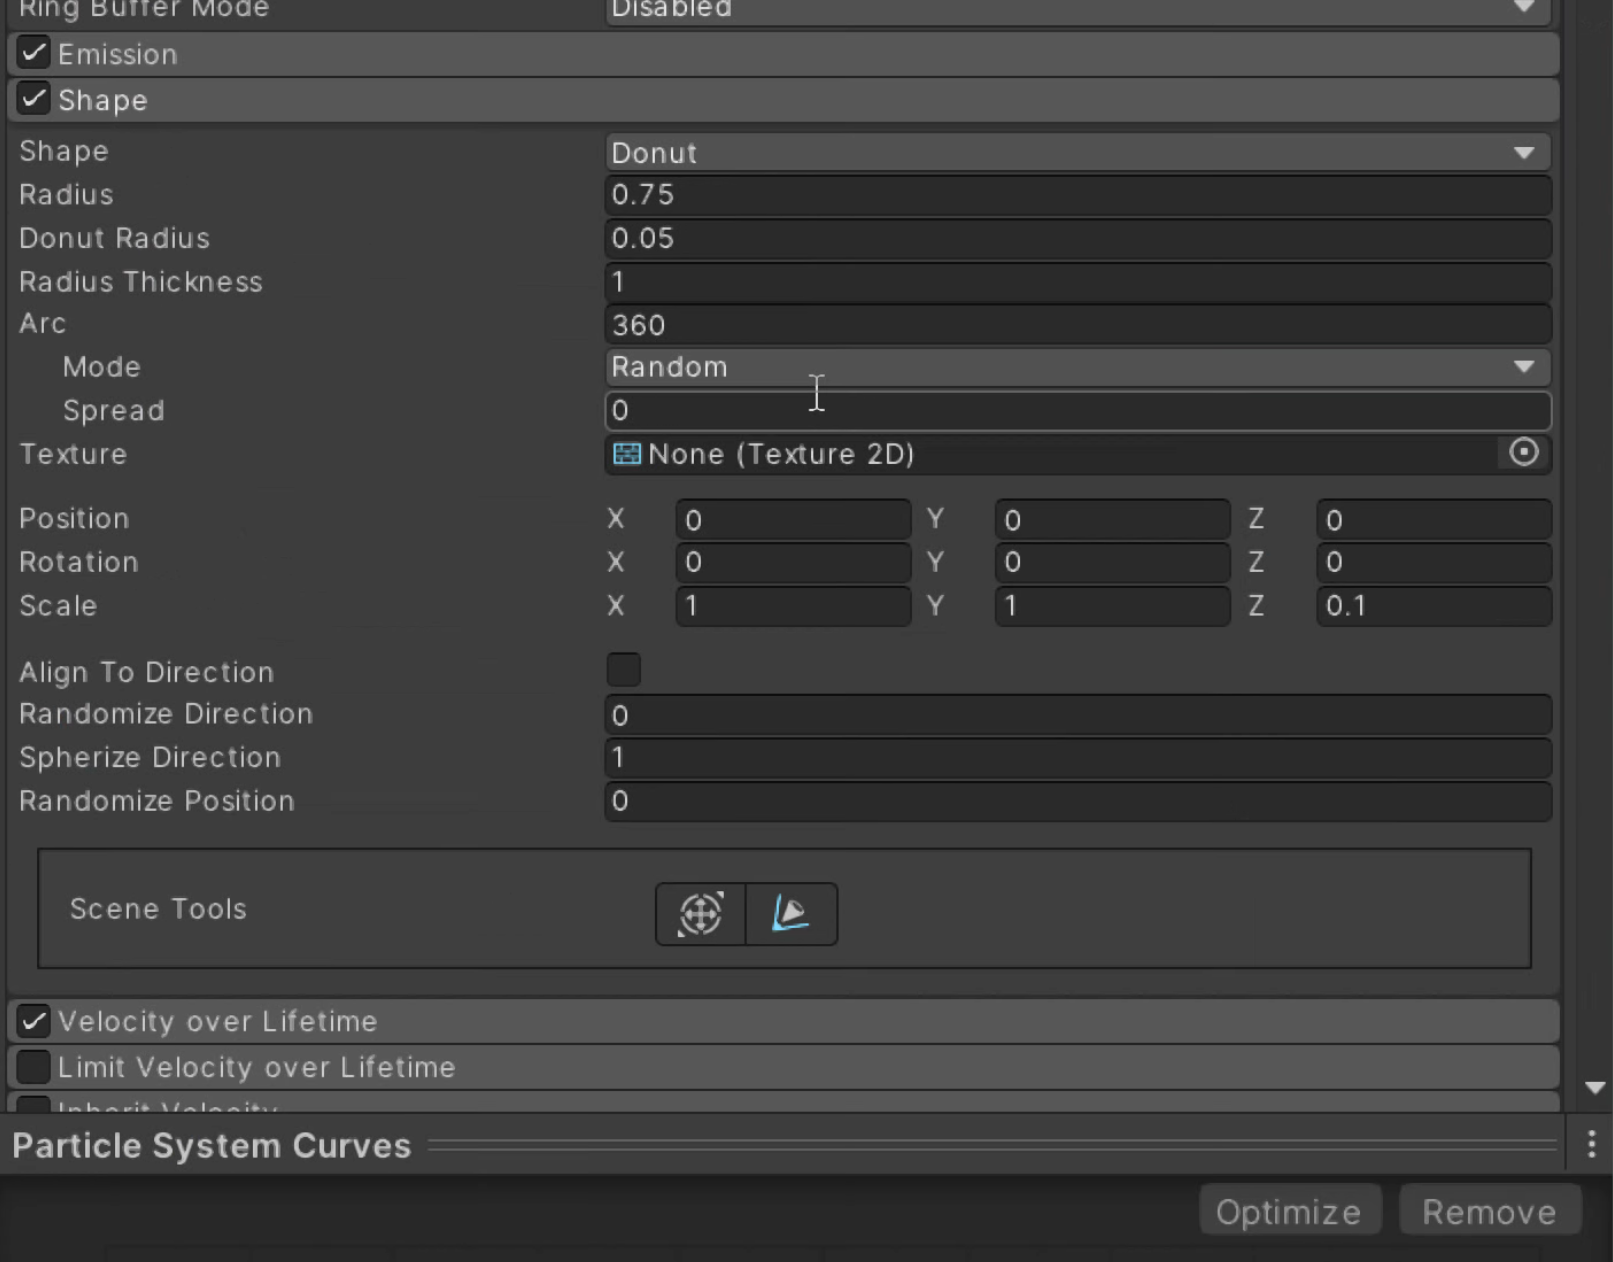 Ring Buffer Mode Disabled
Emission
Shape
Shape Donut
Radius 0.75
Donut Radius 0.05
Radius Thickness 1
Arc 360
Mode Random
Spread 0
Texture None (Texture 2D)
Position X 0 Y 0 Z 0
Rotation X 0 Y 0 Z 0
Scale X 1 Y 1 Z 0.1
Align To Direction
Randomize Direction 0
Spherize Direction 1
Randomize Position 0
Scene Tools
Velocity over Lifetime
Limit Velocity over Lifetime
Inherit Velocity
Particle System Curves
Optimize Remove